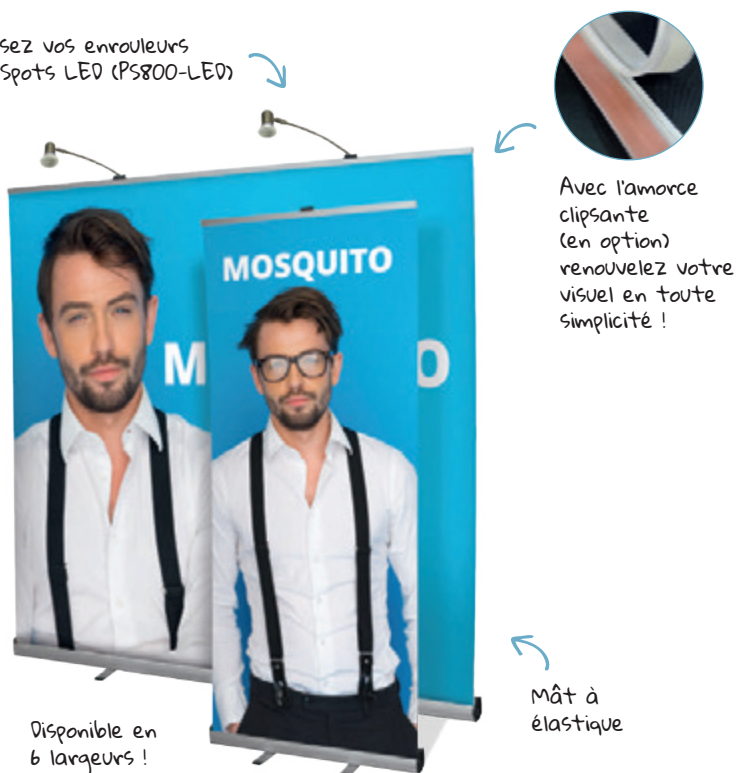 sez vos enrouleurs
Spots LED (PS800-LED)
Avec l'amorce
clipsante
(en option)
renouvelez votre
visuel en toute
simplicité !
MOSQUITO
M O
Mât à
élastique
Disponible en
6 largeurs !